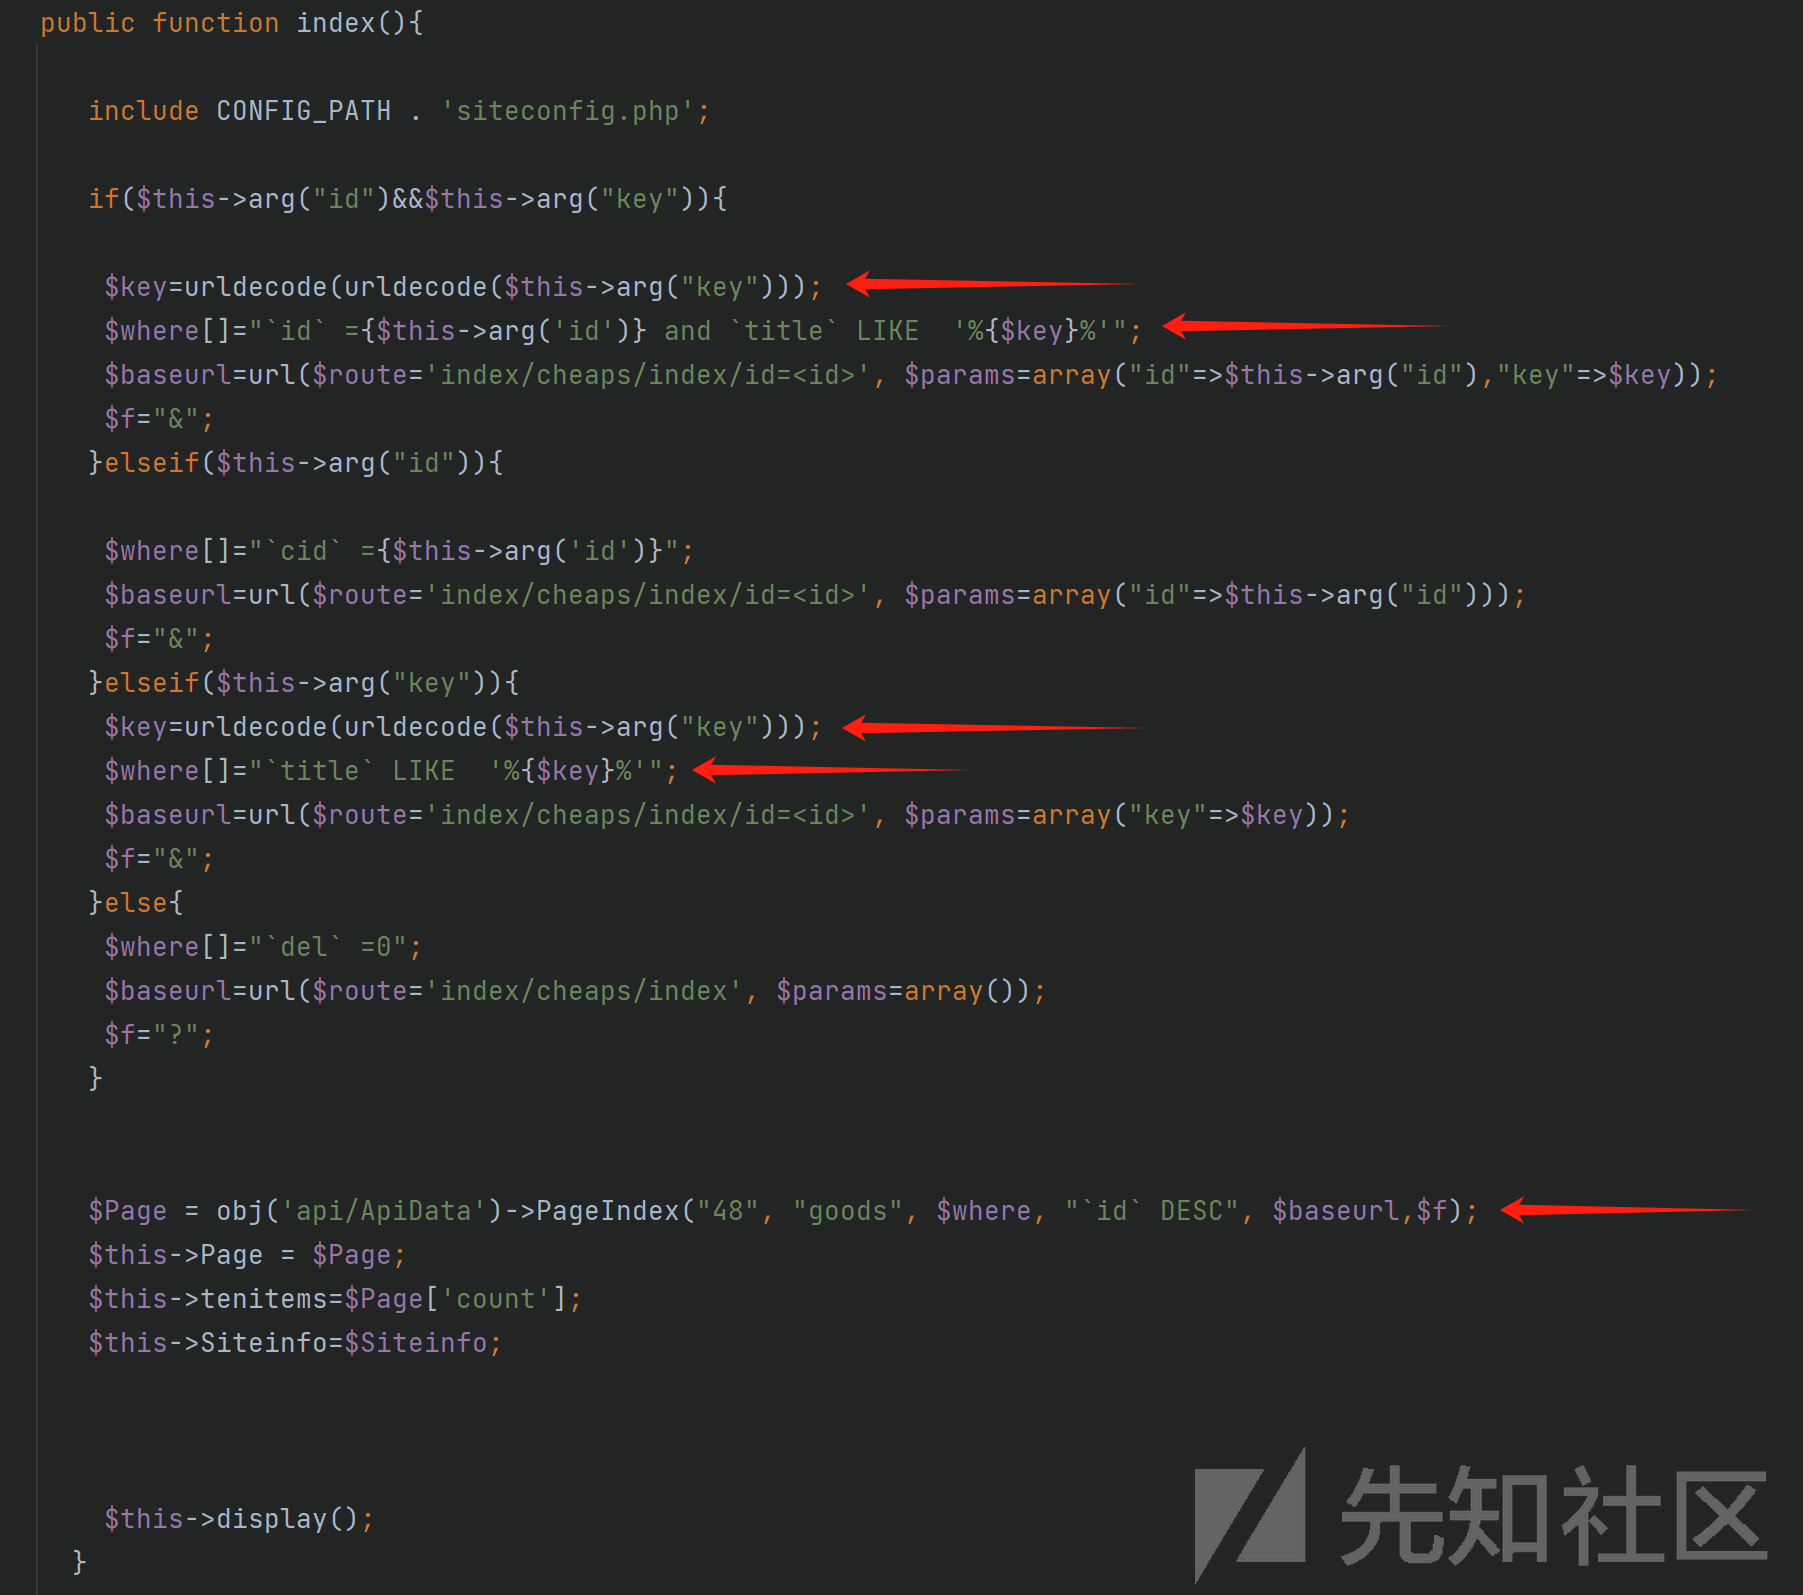 public function index(){
include CONFIG_PATH . 'siteconfig.php';
if($this->arg("id")&&$this->arg("key")){
$key=urldecode(urldecode($this->arg("key")));
$where[]="`id` ={$this->arg('id')} and `title` LIKE  '%{$key}%'";
$baseurl=url($route='index/cheaps/index/id=<id>', $params=array("id"=>$this->arg("id"),"key"=>$key));
$f="&";
}elseif($this->arg("id")){
$where[]="`cid` ={$this->arg('id')}";
$baseurl=url($route='index/cheaps/index/id=<id>', $params=array("id"=>$this->arg("id")));
$f="&";
}elseif($this->arg("key")){
$key=urldecode(urldecode($this->arg("key")));
$where[]="`title` LIKE  '%{$key}%'";
$baseurl=url($route='index/cheaps/index/id=<id>', $params=array("key"=>$key));
$f="&";
}else{
$where[]="`del` =0";
$baseurl=url($route='index/cheaps/index', $params=array());
$f="?";
}
$Page = obj('api/ApiData')->PageIndex("48", "goods", $where, "`id` DESC", $baseurl,$f);
$this->Page = $Page;
$this->tenitems=$Page['count'];
$this->Siteinfo=$Siteinfo;
$this->display();
}
先知社区